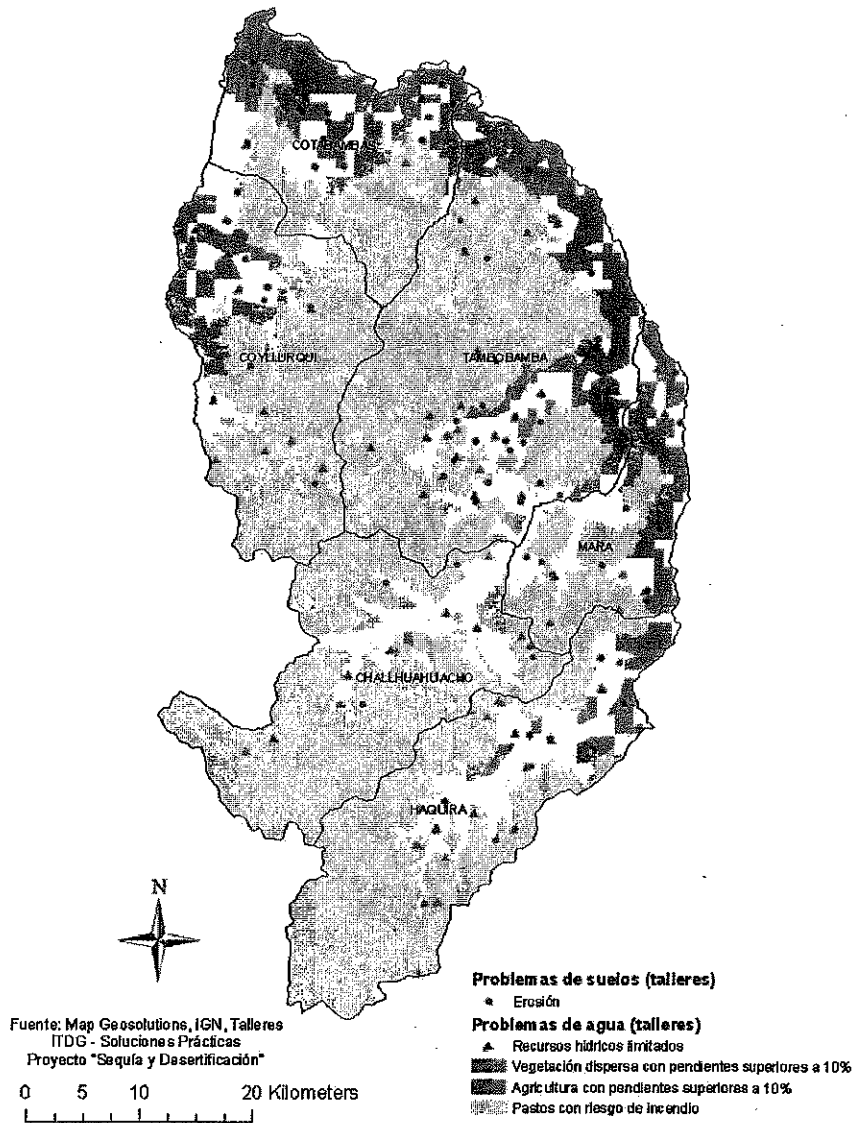 COTABAMBAS
COYLLURQUI
TAMBOBAMBA
MARA
CHALLHUAHUACHO
HAQUIRA
N
Problemas de suelos (talleres)
Erosión
Problemas de agua (talleres)
Recursos hídricos limitados
Vegetación dispersa con pendientes superiores a 10%
Agricultura con pendientes superiores a 10%
Pastos con riesgo de incendio
Fuente: Map Geosolutions, IGN, Talleres
ITDG - Soluciones Prácticas
Proyecto "Sequía y Desertificación"
0 5 10 20 Kilometers